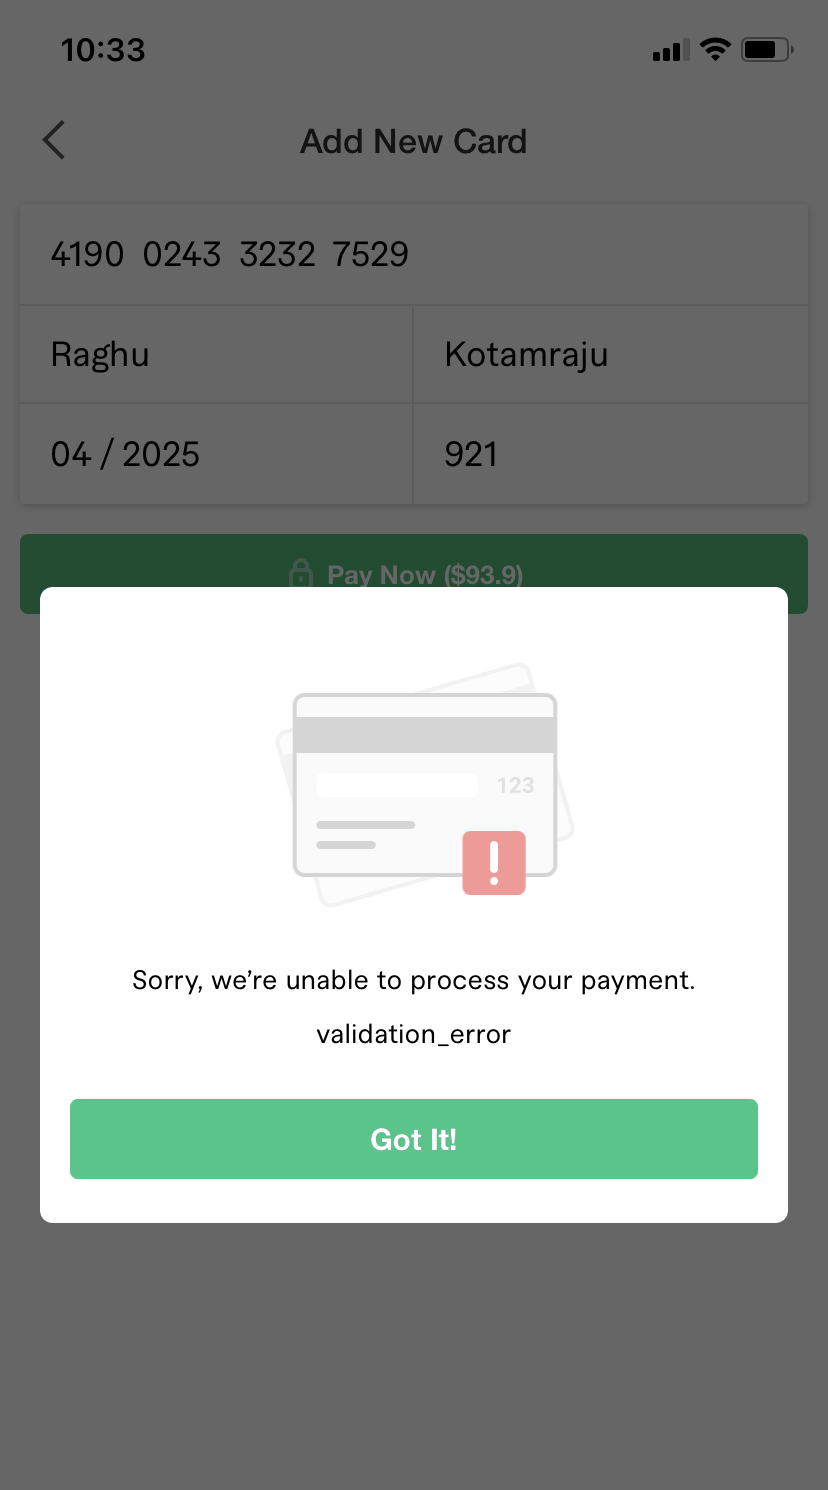 10:33
Add New Card
4190 0243 3232 7529
Raghu Kotamraju
04 / 2025 921
Pay Now ($93.9)
123
Sorry, we’re unable to process your payment.
validation_error
Got It!